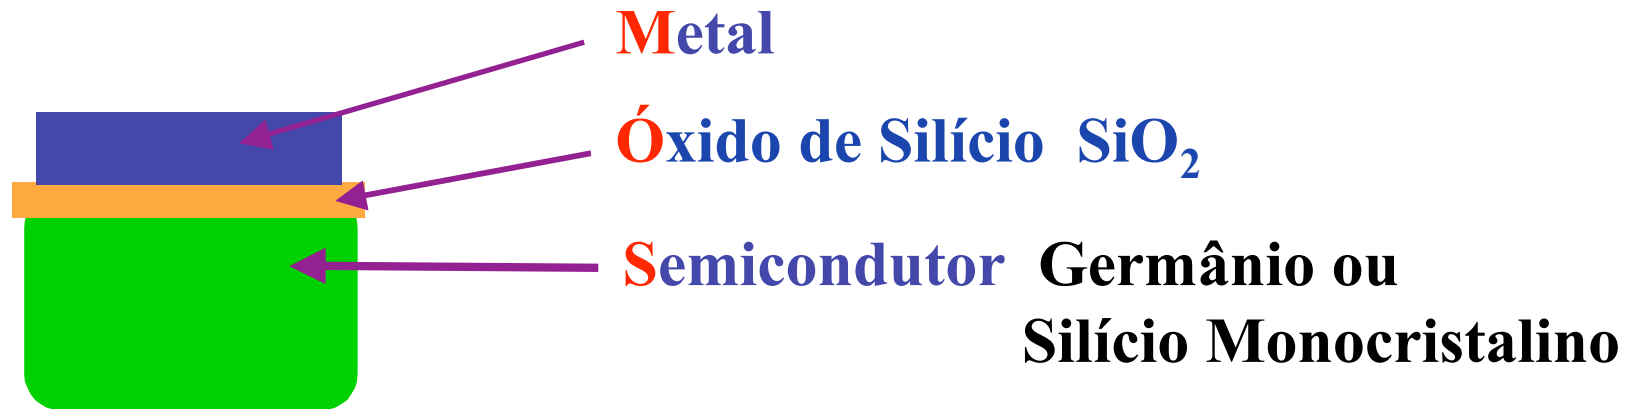 Metal
Óxido de Silício SiO₂
Semicondutor Germânio ou
Silício Monocristalino